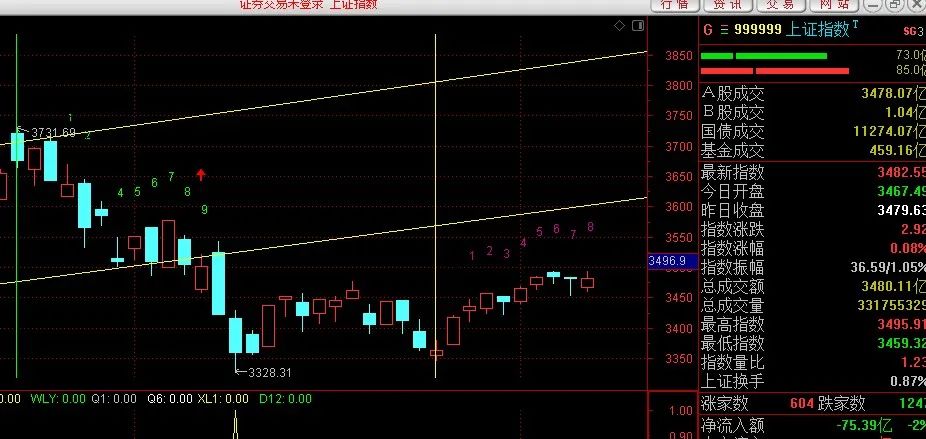 证券交易未登录 上证指数
行情 资讯 交易 网站
G 999999 上证指数 T
3850
3800
3750
3700
3650
3600
3550
3496.9
3500
3450
3400
3350
3731.69
3328.31
1 2 4 5 6 7 8 9
1 2 3 4 5 6 7 8
73.0亿
85.0亿
A股成交 3478.07亿
B股成交 1.04亿
国债成交 11274.07亿
基金成交 459.16亿
最新指数 3482.55
今日开盘 3467.49
昨日收盘 3479.63
指数涨跌 2.92
指数涨幅 0.08%
指数振幅 36.59/1.05%
总成交额 3480.11亿
总成交量 331755329
最高指数 3495.91
最低指数 3459.32
指数量比 1.23
上证换手 0.87%
涨家数 604 跌家数 1247
净流入额 -75.39亿 -2%
0.00 WLY: 0.00 Q1: 0.00 Q6: 0.00 XL1: 0.00 D12: 0.00
1.00
0.90